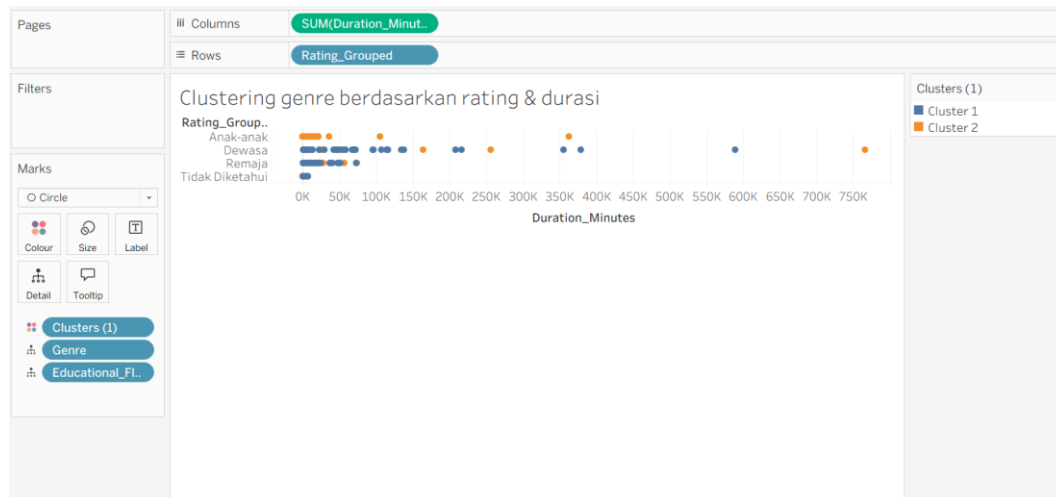 Pages
Columns
SUM(Duration_Minut..
Rows
Rating_Grouped
Filters
Clustering genre berdasarkan rating & durasi
Rating_Group..
Anak-anak
Dewasa
Remaja
Tidak Diketahui
0K 50K 100K 150K 200K 250K 300K 350K 400K 450K 500K 550K 600K 650K 700K 750K
Duration_Minutes
Clusters (1)
Cluster 1
Cluster 2
Marks
Circle
Colour Size Label
Detail Tooltip
Clusters (1)
Genre
Educational_Fl..